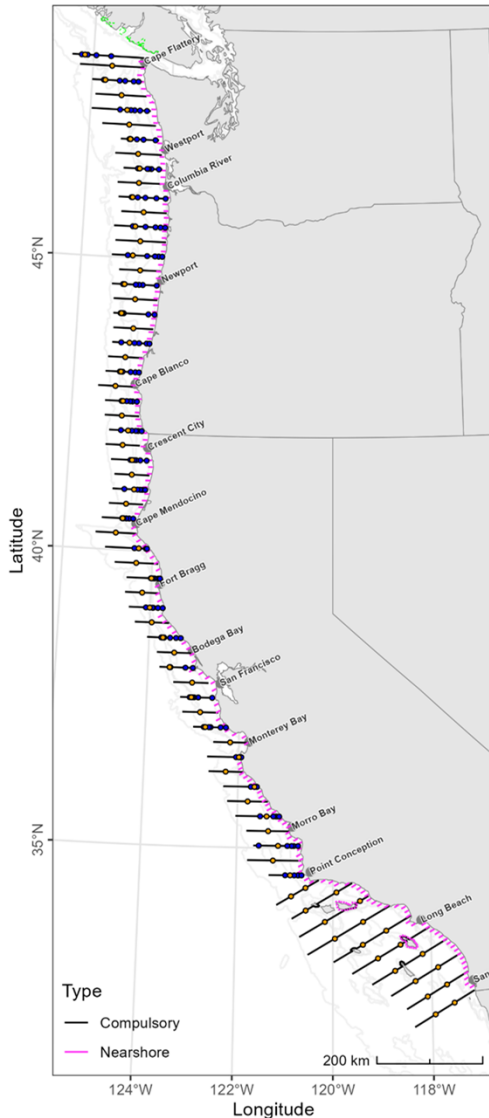 Cape Flattery
Westport
Columbia River
45°N
Newport
Cape Blanco
Crescent City
Cape Mendocino
40°N
Latitude
Fort Bragg
Bodega Bay
San Francisco
Monterey Bay
35°N
Morro Bay
Point Conception
Long Beach
San
Type
Compulsory
Nearshore
200 km
124°W
122°W
120°W
118°W
Longitude